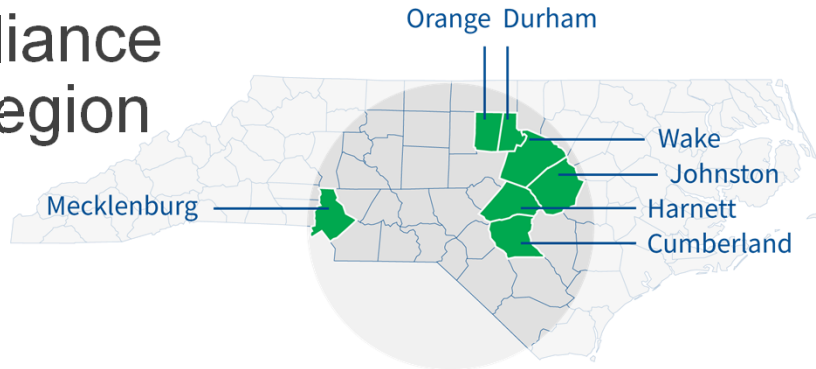 liance
egion
Orange Durham
Wake
Johnston
Mecklenburg
Harnett
Cumberland